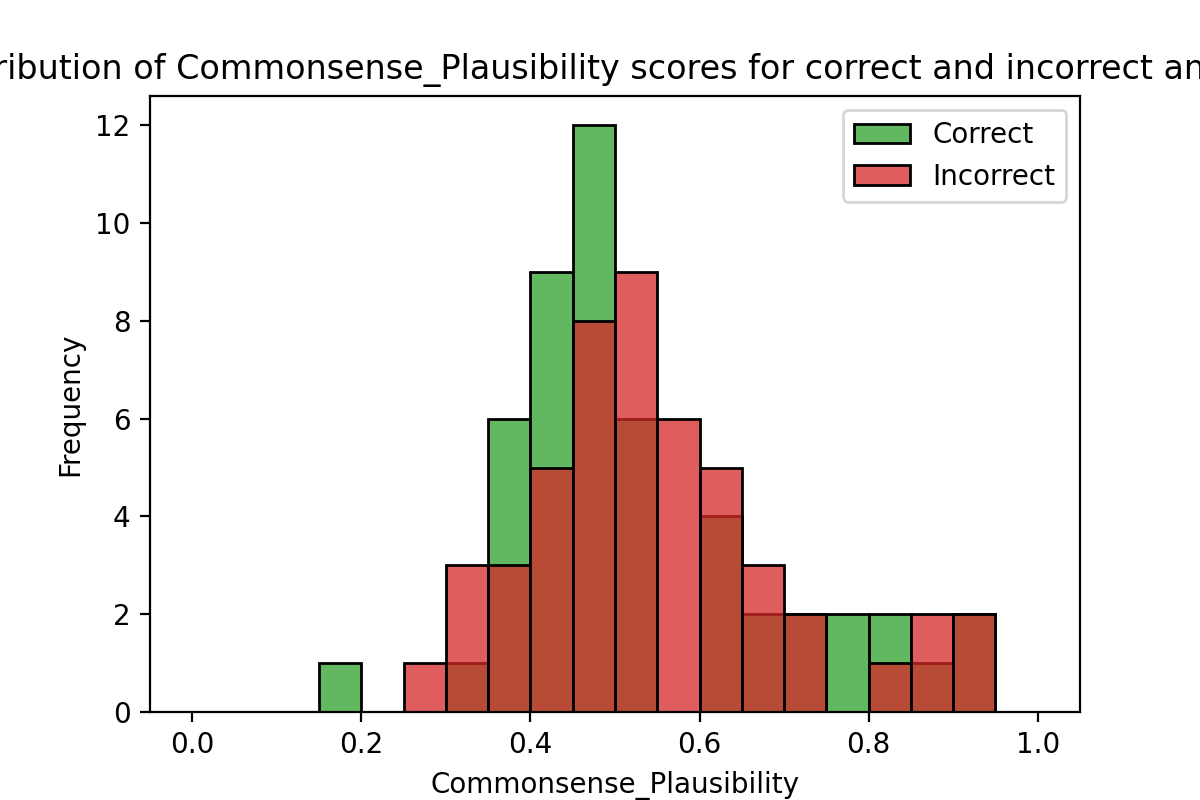 ribution of Commonsense_Plausibility scores for correct and incorrect an
Correct
Incorrect
Frequency
12
10
8
6
4
2
0
0.0 0.2 0.4 0.6 0.8 1.0
Commonsense_Plausibility